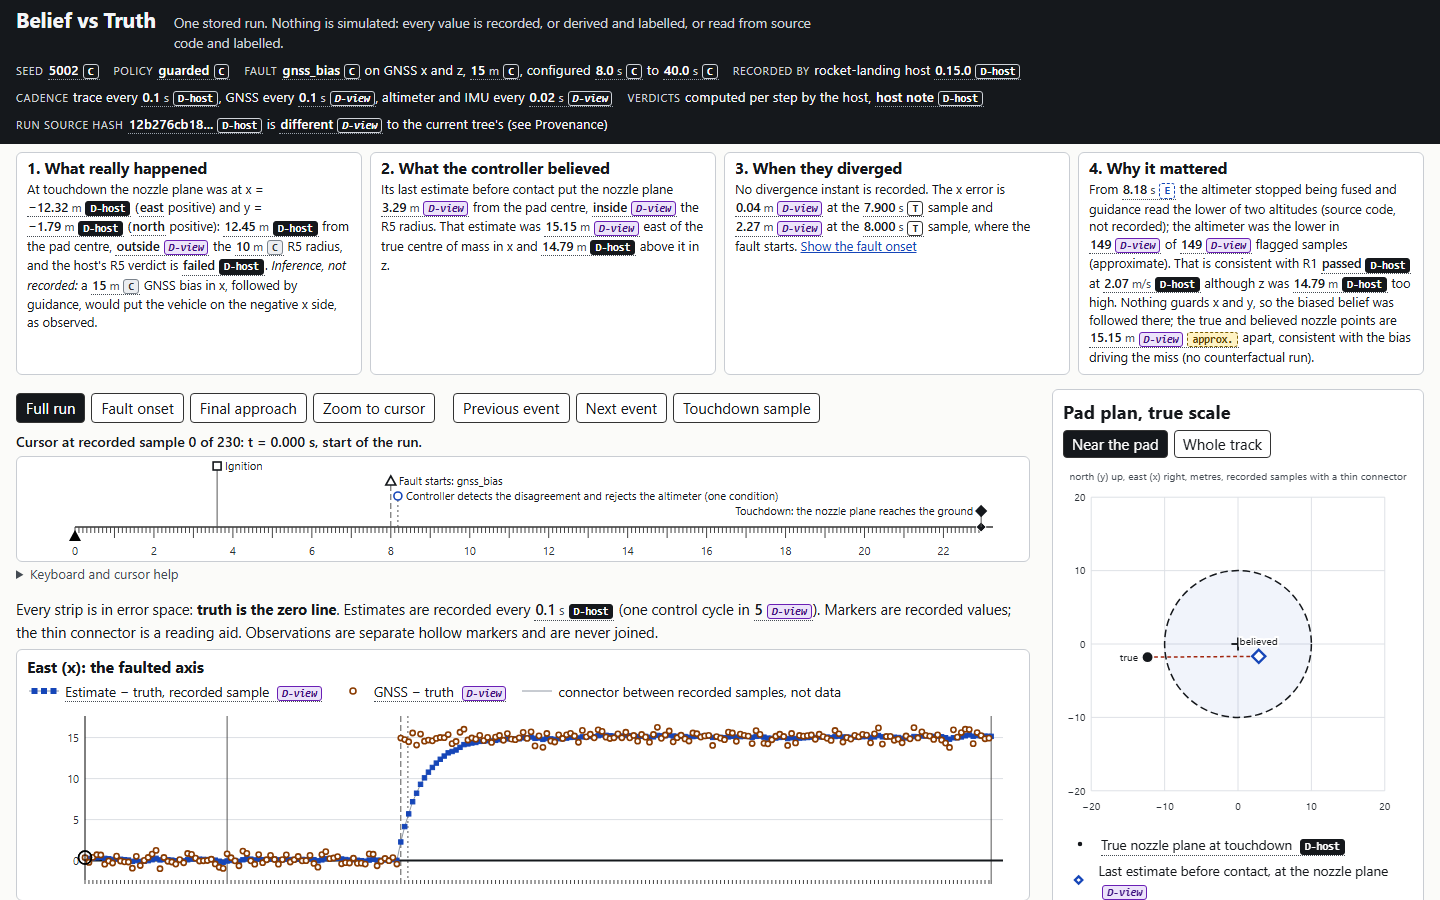 Belief vs Truth
One stored run. Nothing is simulated: every value is recorded, or derived and labelled, or read from source
code and labelled.
SEED 5002 C POLICY guarded C FAULT gnss_bias C on GNSS x and z, 15 m C, configured 8.0 s C to 40.0 s C RECORDED BY rocket-landing host 0.15.0 D-host
CADENCE trace every 0.1 s D-host, GNSS every 0.1 s D-view, altimeter and IMU every 0.02 s D-view VERDICTS computed per step by the host, host note D-host
RUN SOURCE HASH 12b276cb18... D-host is different D-view to the current tree's (see Provenance)
1. What really happened
At touchdown the nozzle plane was at x =
−12.32 m D-host (east positive) and y =
−1.79 m D-host (north positive): 12.45 m D-host from
the pad centre, outside D-view the 10 m C R5 radius,
and the host's R5 verdict is failed D-host. Inference, not
recorded: a 15 m C GNSS bias in x, followed by
guidance, would put the vehicle on the negative x side,
as observed.
2. What the controller believed
Its last estimate before contact put the nozzle plane
3.29 m D-view from the pad centre, inside D-view the
R5 radius. That estimate was 15.15 m D-view east of the
true centre of mass in x and 14.79 m D-host above it in
z.
3. When they diverged
No divergence instant is recorded. The x error is
0.04 m D-view at the 7.900 s T sample and
2.27 m D-view at the 8.000 s T sample, where the
fault starts. Show the fault onset
4. Why it mattered
From 8.18 s E the altimeter stopped being fused and
guidance read the lower of two altitudes (source code,
not recorded); the altimeter was the lower in
149 D-view of 149 D-view flagged samples
(approximate). That is consistent with R1 passed D-host
at 2.07 m/s D-host although z was 14.79 m D-host too
high. Nothing guards x and y, so the biased belief was
followed there; the true and believed nozzle points are
15.15 m D-view approx. apart, consistent with the bias
driving the miss (no counterfactual run).
Full run Fault onset Final approach Zoom to cursor Previous event Next event Touchdown sample
Cursor at recorded sample 0 of 230: t = 0.000 s, start of the run.
Ignition
Fault starts: gnss_bias
Controller detects the disagreement and rejects the altimeter (one condition)
Touchdown: the nozzle plane reaches the ground
0 2 4 6 8 10 12 14 16 18 20 22
Keyboard and cursor help
Every strip is in error space: truth is the zero line. Estimates are recorded every 0.1 s D-host (one control cycle in 5 D-view). Markers are recorded values;
the thin connector is a reading aid. Observations are separate hollow markers and are never joined.
East (x): the faulted axis
Estimate − truth, recorded sample D-view GNSS − truth D-view connector between recorded samples, not data
15
10
5
0
Pad plan, true scale
Near the pad Whole track
north (y) up, east (x) right, metres, recorded samples with a thin connector
20
10
0
−10
−20
believed
true
−20 −10 0 10 20
True nozzle plane at touchdown D-host
Last estimate before contact, at the nozzle plane
D-view